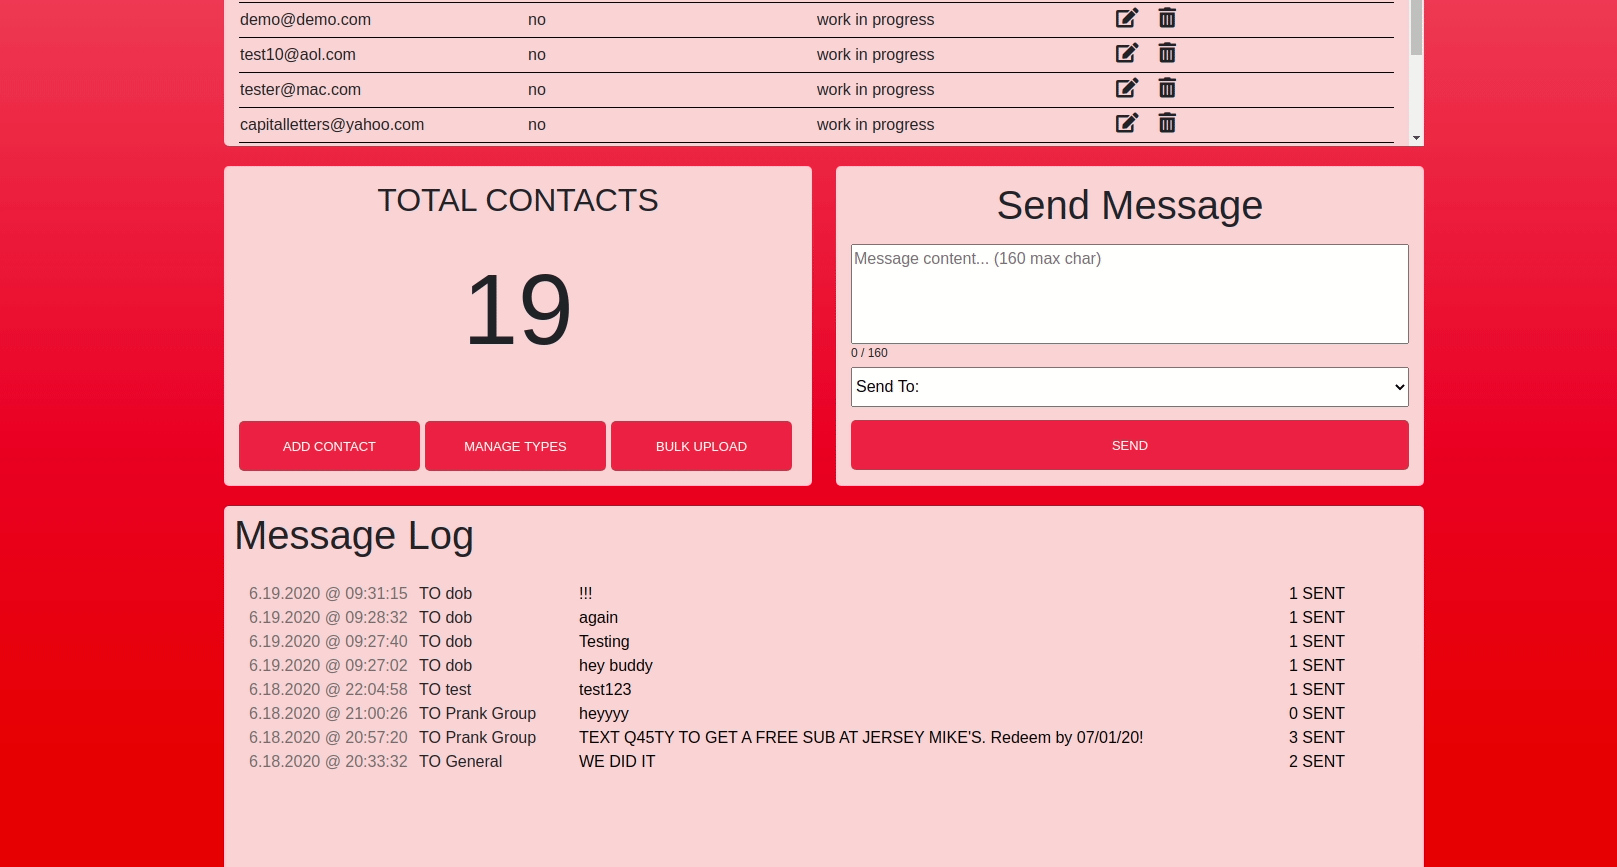 demo@demo.com no work in progress
test10@aol.com no work in progress
tester@mac.com no work in progress
capitalletters@yahoo.com no work in progress
TOTAL CONTACTS
19
ADD CONTACT MANAGE TYPES BULK UPLOAD
Send Message
Message content... (160 max char)
0 / 160
Send To:
SEND
Message Log
6.19.2020 @ 09:31:15 TO dob !!! 1 SENT
6.19.2020 @ 09:28:32 TO dob again 1 SENT
6.19.2020 @ 09:27:40 TO dob Testing 1 SENT
6.19.2020 @ 09:27:02 TO dob hey buddy 1 SENT
6.18.2020 @ 22:04:58 TO test test123 1 SENT
6.18.2020 @ 21:00:26 TO Prank Group heyyyy 0 SENT
6.18.2020 @ 20:57:20 TO Prank Group TEXT Q45TY TO GET A FREE SUB AT JERSEY MIKE'S. Redeem by 07/01/20! 3 SENT
6.18.2020 @ 20:33:32 TO General WE DID IT 2 SENT